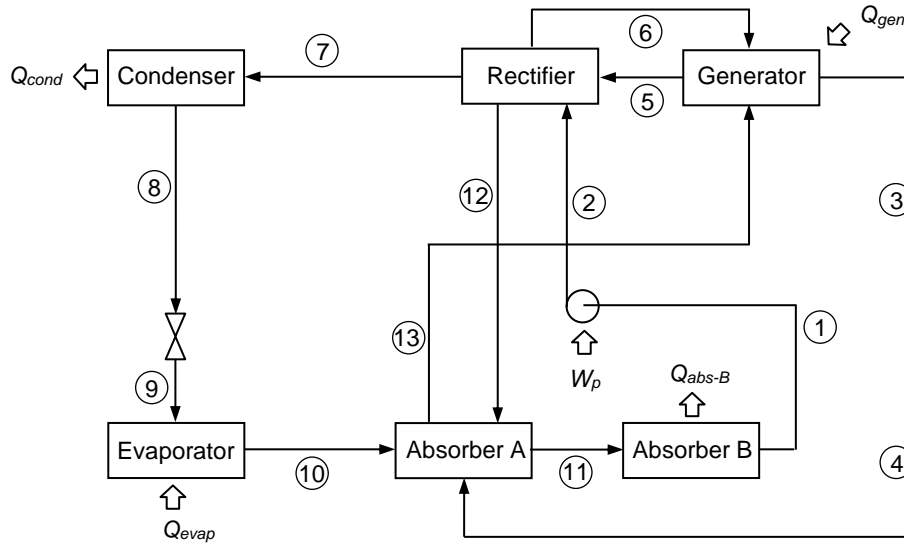 Q_gen
6
7
Q_cond
Condenser
Rectifier
Generator
5
8
12
2
3
13
1
9
W_p
Q_abs-B
Evaporator
Absorber A
Absorber B
10
11
4
Q_evap